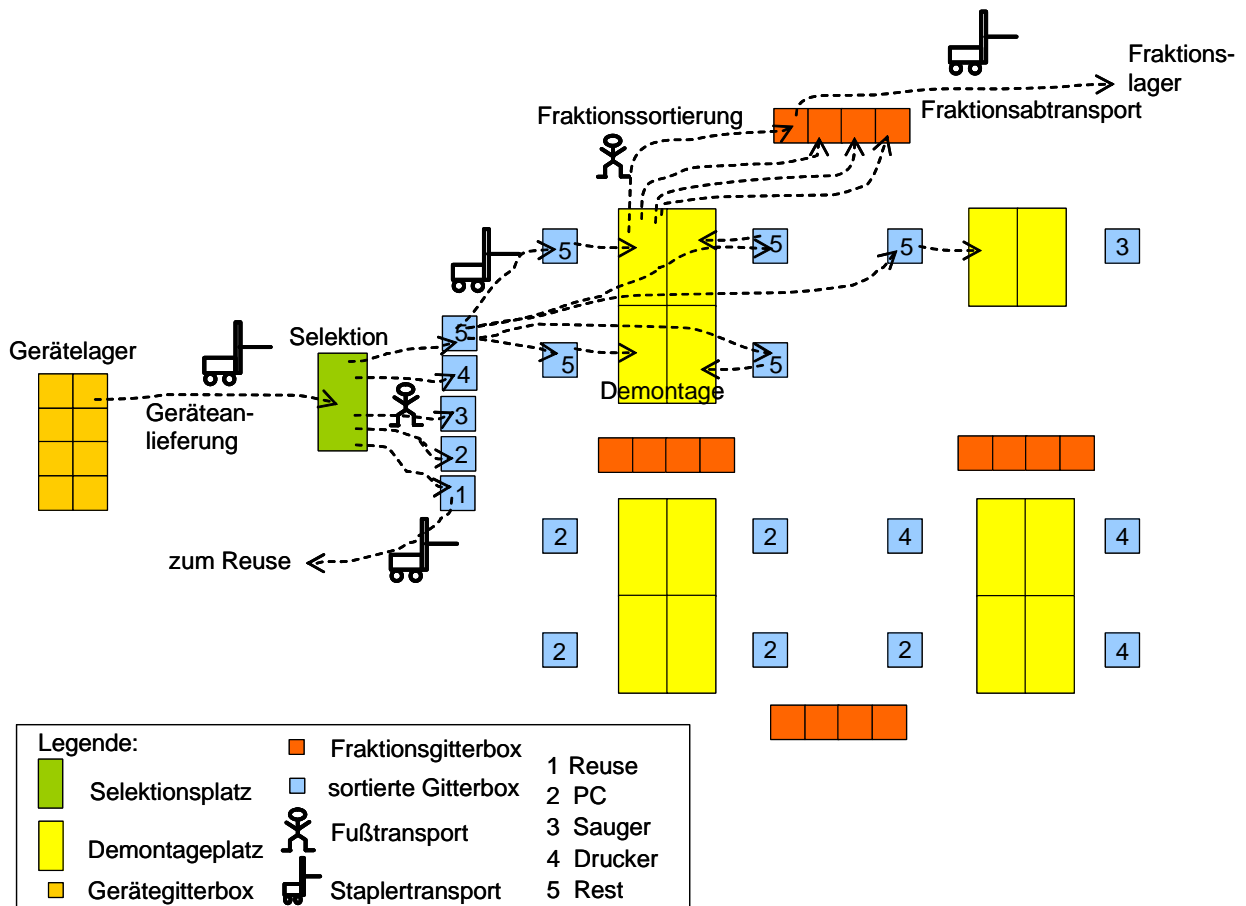 Fraktions-
lager
Fraktionssortierung
Fraktionsabtransport
5
5
5
3
Selektion
5
Gerätelager
5
5
4
Demontage
Gerätean-
lieferung
3
2
1
zum Reuse
2
2
4
4
2
2
2
4
Legende:
Selektionsplatz
Demontageplatz
Gerätegitterbox
Fraktionsgitterbox
sortierte Gitterbox
Fußtransport
Staplertransport
1 Reuse
2 PC
3 Sauger
4 Drucker
5 Rest